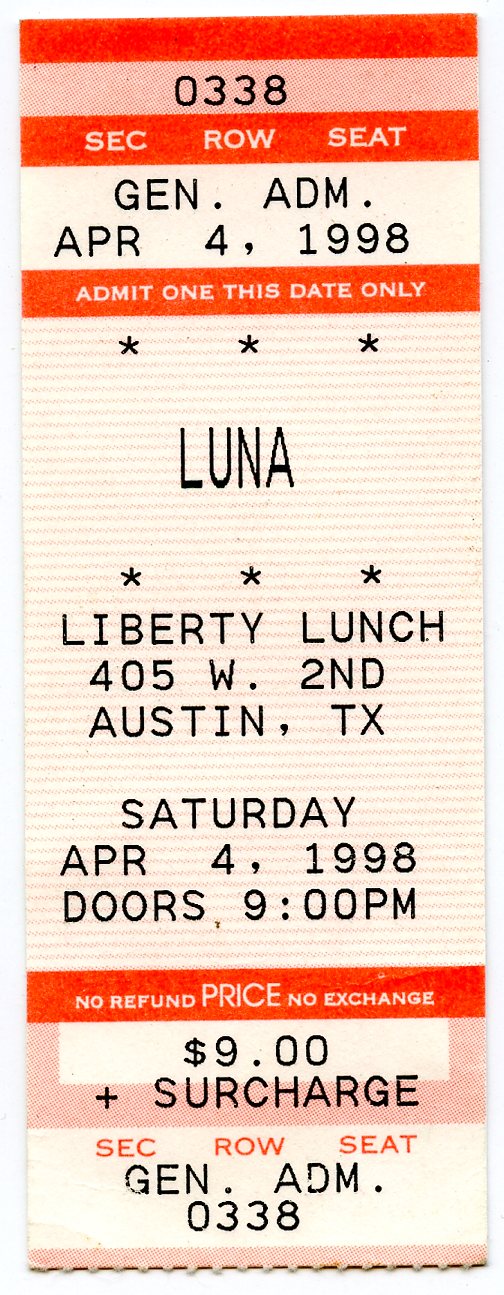 0338
SEC ROW SEAT
GEN. ADM.
APR 4, 1998
ADMIT ONE THIS DATE ONLY
* * *
LUNA
* * *
LIBERTY LUNCH
405 W. 2ND
AUSTIN, TX
SATURDAY
APR 4, 1998
DOORS 9:00PM
NO REFUND PRICE NO EXCHANGE
$9.00
+ SURCHARGE
SEC ROW SEAT
GEN. ADM.
0338